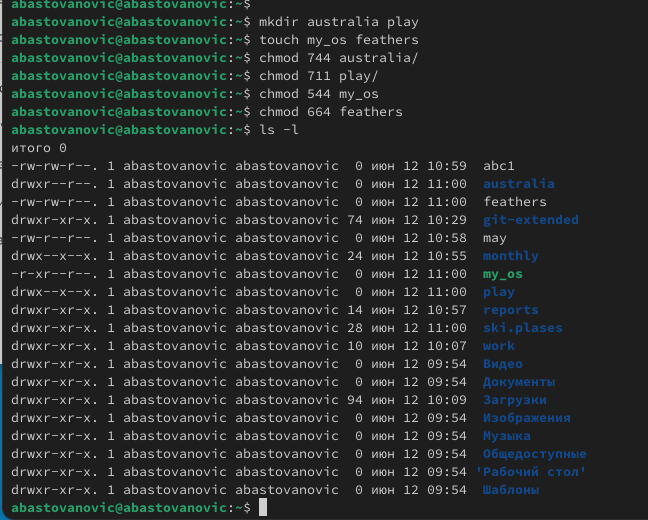 abastovanovic@abastovanovic:~$
abastovanovic@abastovanovic:~$ mkdir australia play
abastovanovic@abastovanovic:~$ touch my_os feathers
abastovanovic@abastovanovic:~$ chmod 744 australia/
abastovanovic@abastovanovic:~$ chmod 711 play/
abastovanovic@abastovanovic:~$ chmod 544 my_os
abastovanovic@abastovanovic:~$ chmod 664 feathers
abastovanovic@abastovanovic:~$ ls -l
итого 0
-rw-rw-r--. 1 abastovanovic abastovanovic  0 июн 12 10:59  abc1
drwxr--r--. 1 abastovanovic abastovanovic  0 июн 12 11:00  australia
-rw-rw-r--. 1 abastovanovic abastovanovic  0 июн 12 11:00  feathers
drwxr-xr-x. 1 abastovanovic abastovanovic 74 июн 12 10:29  git-extended
-rw-r--r--. 1 abastovanovic abastovanovic  0 июн 12 10:58  may
drwx--x--x. 1 abastovanovic abastovanovic 24 июн 12 10:55  monthly
-r-xr--r--. 1 abastovanovic abastovanovic  0 июн 12 11:00  my_os
drwx--x--x. 1 abastovanovic abastovanovic  0 июн 12 11:00  play
drwxr-xr-x. 1 abastovanovic abastovanovic 14 июн 12 10:57  reports
drwxr-xr-x. 1 abastovanovic abastovanovic 28 июн 12 11:00  ski.plases
drwxr-xr-x. 1 abastovanovic abastovanovic 10 июн 12 10:07  work
drwxr-xr-x. 1 abastovanovic abastovanovic  0 июн 12 09:54  Видео
drwxr-xr-x. 1 abastovanovic abastovanovic  0 июн 12 09:54  Документы
drwxr-xr-x. 1 abastovanovic abastovanovic 94 июн 12 10:09  Загрузки
drwxr-xr-x. 1 abastovanovic abastovanovic  0 июн 12 09:54  Изображения
drwxr-xr-x. 1 abastovanovic abastovanovic  0 июн 12 09:54  Музыка
drwxr-xr-x. 1 abastovanovic abastovanovic  0 июн 12 09:54  Общедоступные
drwxr-xr-x. 1 abastovanovic abastovanovic  0 июн 12 09:54 'Рабочий стол'
drwxr-xr-x. 1 abastovanovic abastovanovic  0 июн 12 09:54  Шаблоны
abastovanovic@abastovanovic:~$